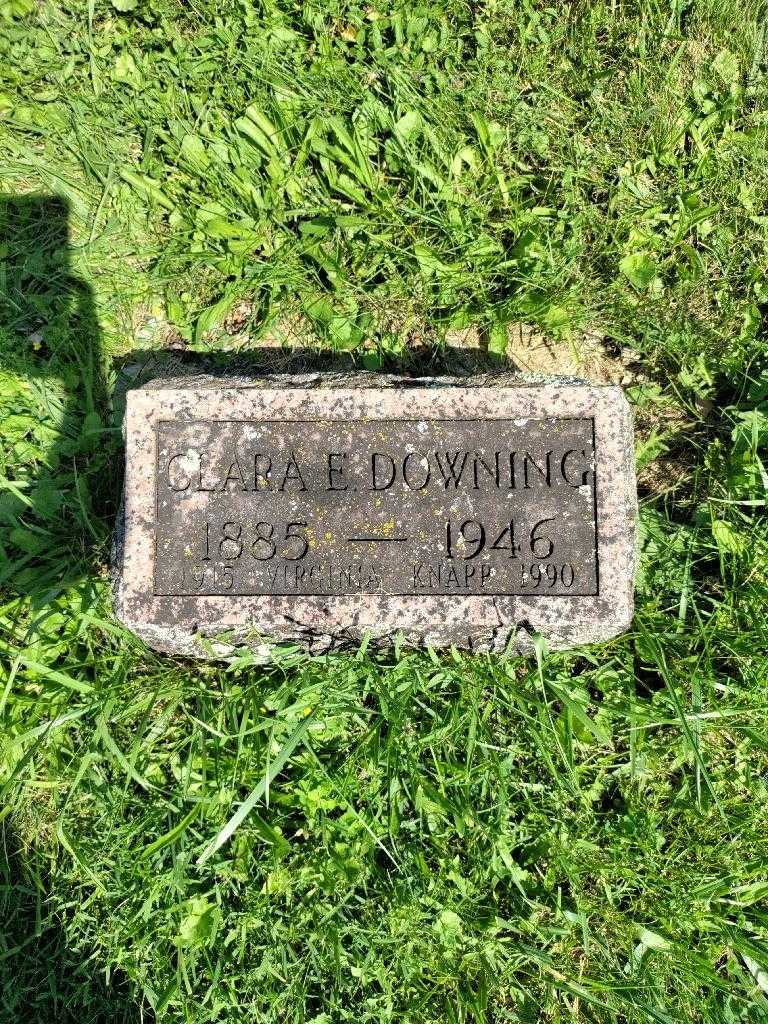 CLARA E. DOWNING
1885 — 1946
1915 VIRGINIA KNAPP 1990